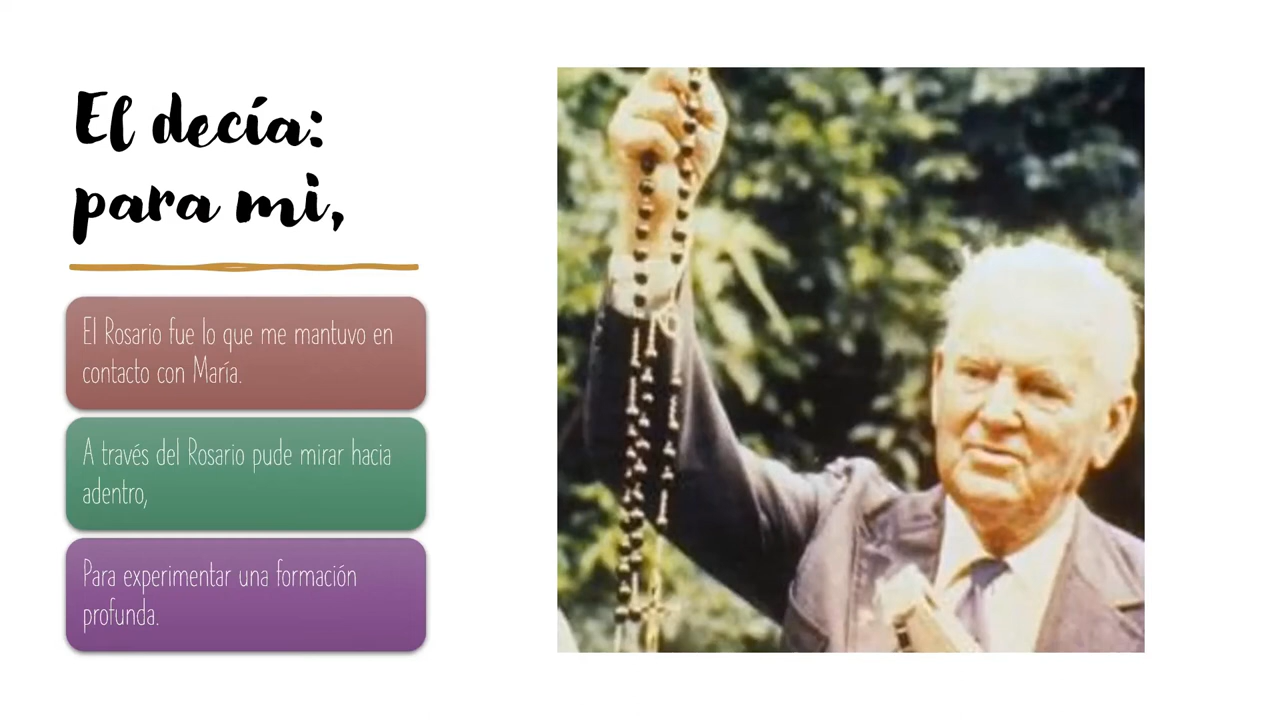 El decía:
para mi,
El Rosario fue lo que me mantuvo en
contacto con María.
A través del Rosario pude mirar hacia
adentro,
Para experimentar una formación
profunda.